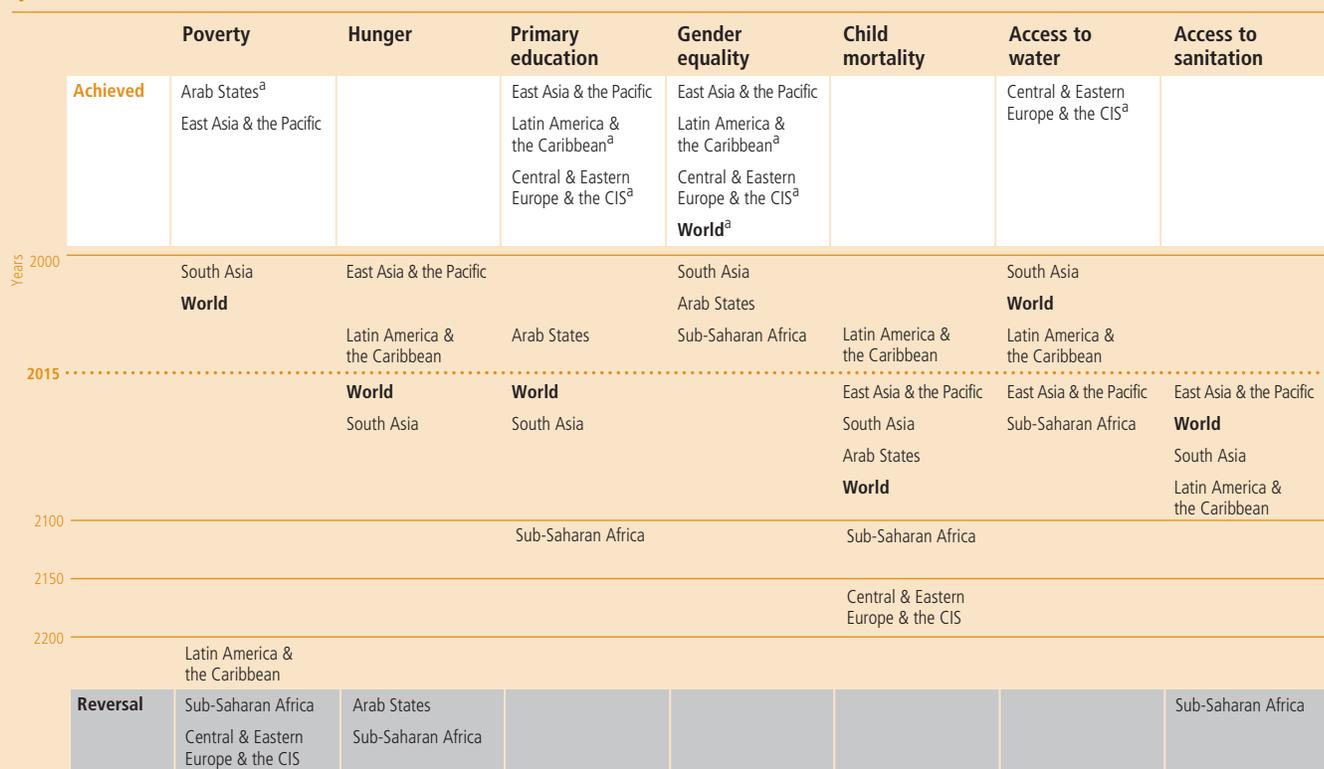 Poverty Hunger Primary education Gender equality Child mortality Access to water Access to sanitation
Achieved
Arab Statesa
East Asia & the Pacific
East Asia & the Pacific
Latin America &
the Caribbeana
Central & Eastern
Europe & the CISa
East Asia & the Pacific
Latin America &
the Caribbeana
Central & Eastern
Europe & the CISa
Worlda
Central & Eastern
Europe & the CISa
Years
2000
South Asia
World
East Asia & the Pacific
Latin America &
the Caribbean
Arab States
South Asia
Arab States
Sub-Saharan Africa
Latin America &
the Caribbean
South Asia
World
Latin America &
the Caribbean
2015
World
South Asia
World
South Asia
East Asia & the Pacific
South Asia
Arab States
World
East Asia & the Pacific
Sub-Saharan Africa
East Asia & the Pacific
World
South Asia
Latin America &
the Caribbean
2100
Sub-Saharan Africa
Sub-Saharan Africa
2150
Central & Eastern
Europe & the CIS
2200
Latin America &
the Caribbean
Reversal
Sub-Saharan Africa
Central & Eastern
Europe & the CIS
Arab States
Sub-Saharan Africa
Sub-Saharan Africa